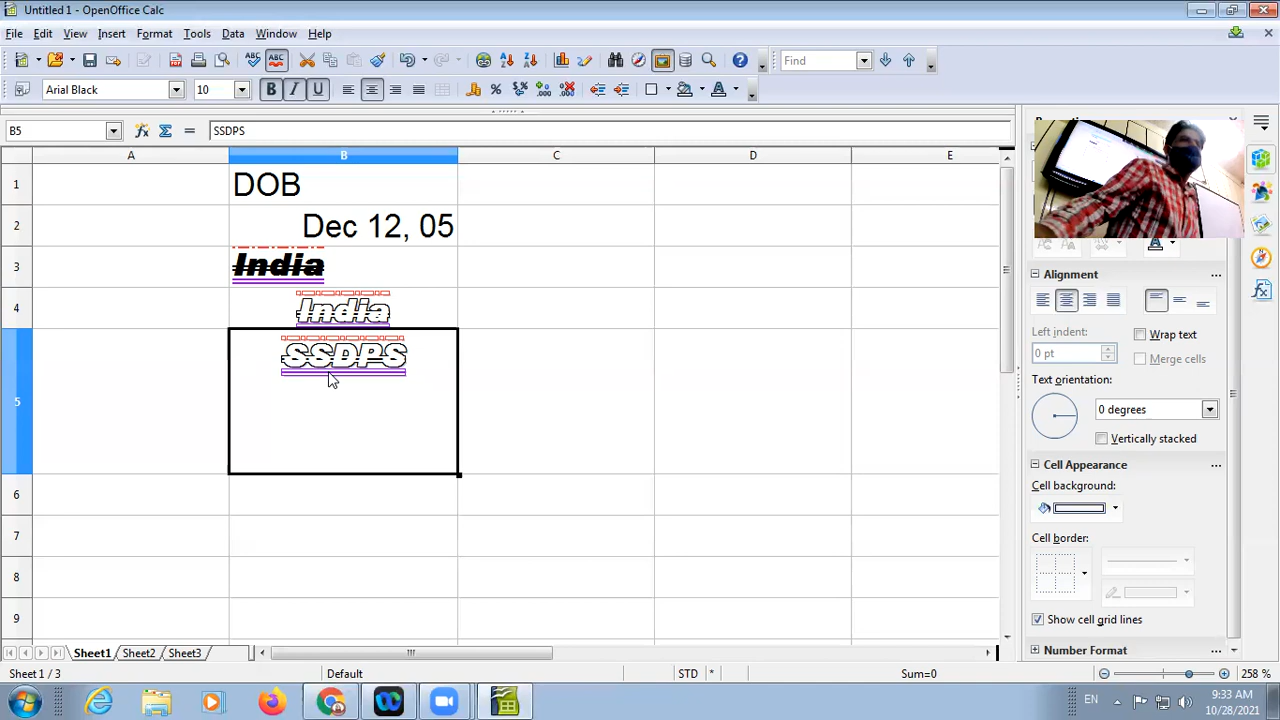 Untitled 1 - OpenOffice Calc
File Edit View Insert Format Tools Data Window Help
Find
Arial Black 10
B5 SSDPS
A B C D E
1 DOB
2 Dec 12, 05
3 India
4 India
5 SSDPS
6
7
8
9
Alignment
Left indent:
Wrap text
0 pt
Merge cells
Text orientation:
0 degrees
Vertically stacked
Cell Appearance
Cell background:
Cell border:
Show cell grid lines
Number Format
Sheet1 Sheet2 Sheet3
Sheet 1 / 3 Default STD * Sum=0 258 %
EN 9:33 AM
10/28/2021